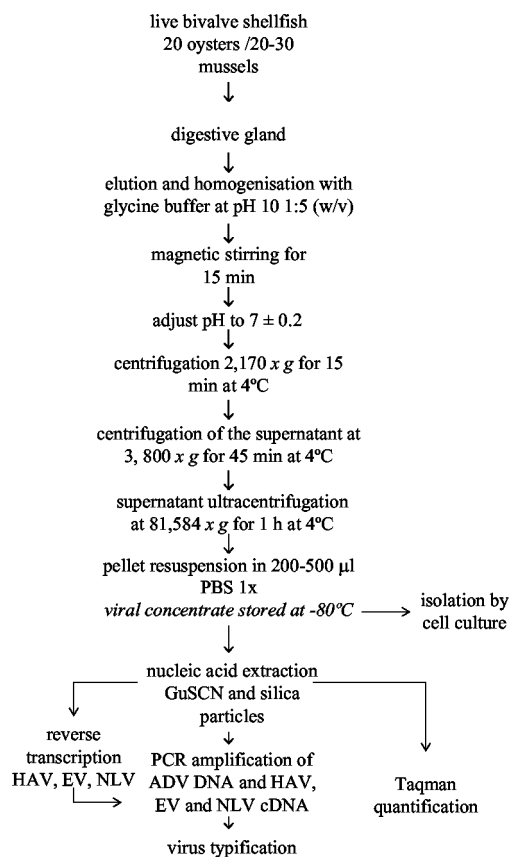 live bivalve shellfish
20 oysters /20-30
mussels
digestive gland
elution and homogenisation with
glycine buffer at pH 10 1:5 (w/v)
magnetic stirring for
15 min
adjust pH to 7 ± 0.2
centrifugation 2,170 x g for 15
min at 4ºC
centrifugation of the supernatant at
3, 800 x g for 45 min at 4ºC
supernatant ultracentrifugation
at 81,584 x g for 1 h at 4ºC
pellet resuspension in 200-500 µl
PBS 1x
viral concentrate stored at -80ºC
isolation by
cell culture
nucleic acid extraction
GuSCN and silica
particles
reverse
transcription
HAV, EV, NLV
PCR amplification of
ADV DNA and HAV,
EV and NLV cDNA
Taqman
quantification
virus typification